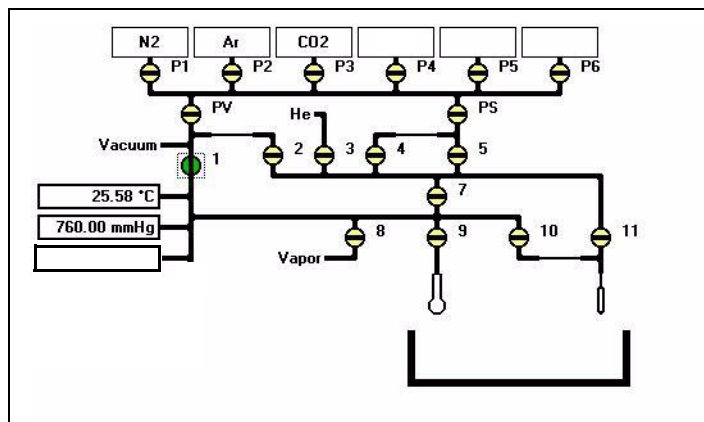 N2 Ar CO2
P1 P2 P3 P4 P5 P6
PV PS
He
Vacuum
1 2 3 4 5
25.58 °C
7
760.00 mmHg
8 9 10 11
Vapor